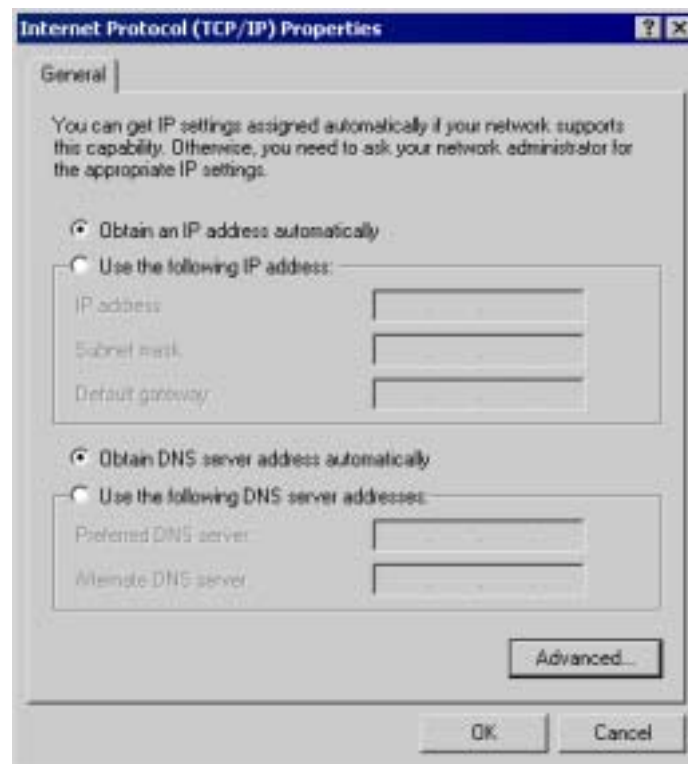 Internet Protocol (TCP/IP) Properties
General
You can get IP settings assigned automatically if your network supports
this capability. Otherwise, you need to ask your network administrator for
the appropriate IP settings.
Obtain an IP address automatically
Use the following IP address:
IP address
Subnet mask
Default gateway
Obtain DNS server address automatically
Use the following DNS server addresses:
Preferred DNS server
Alternate DNS server
Advanced...
OK
Cancel